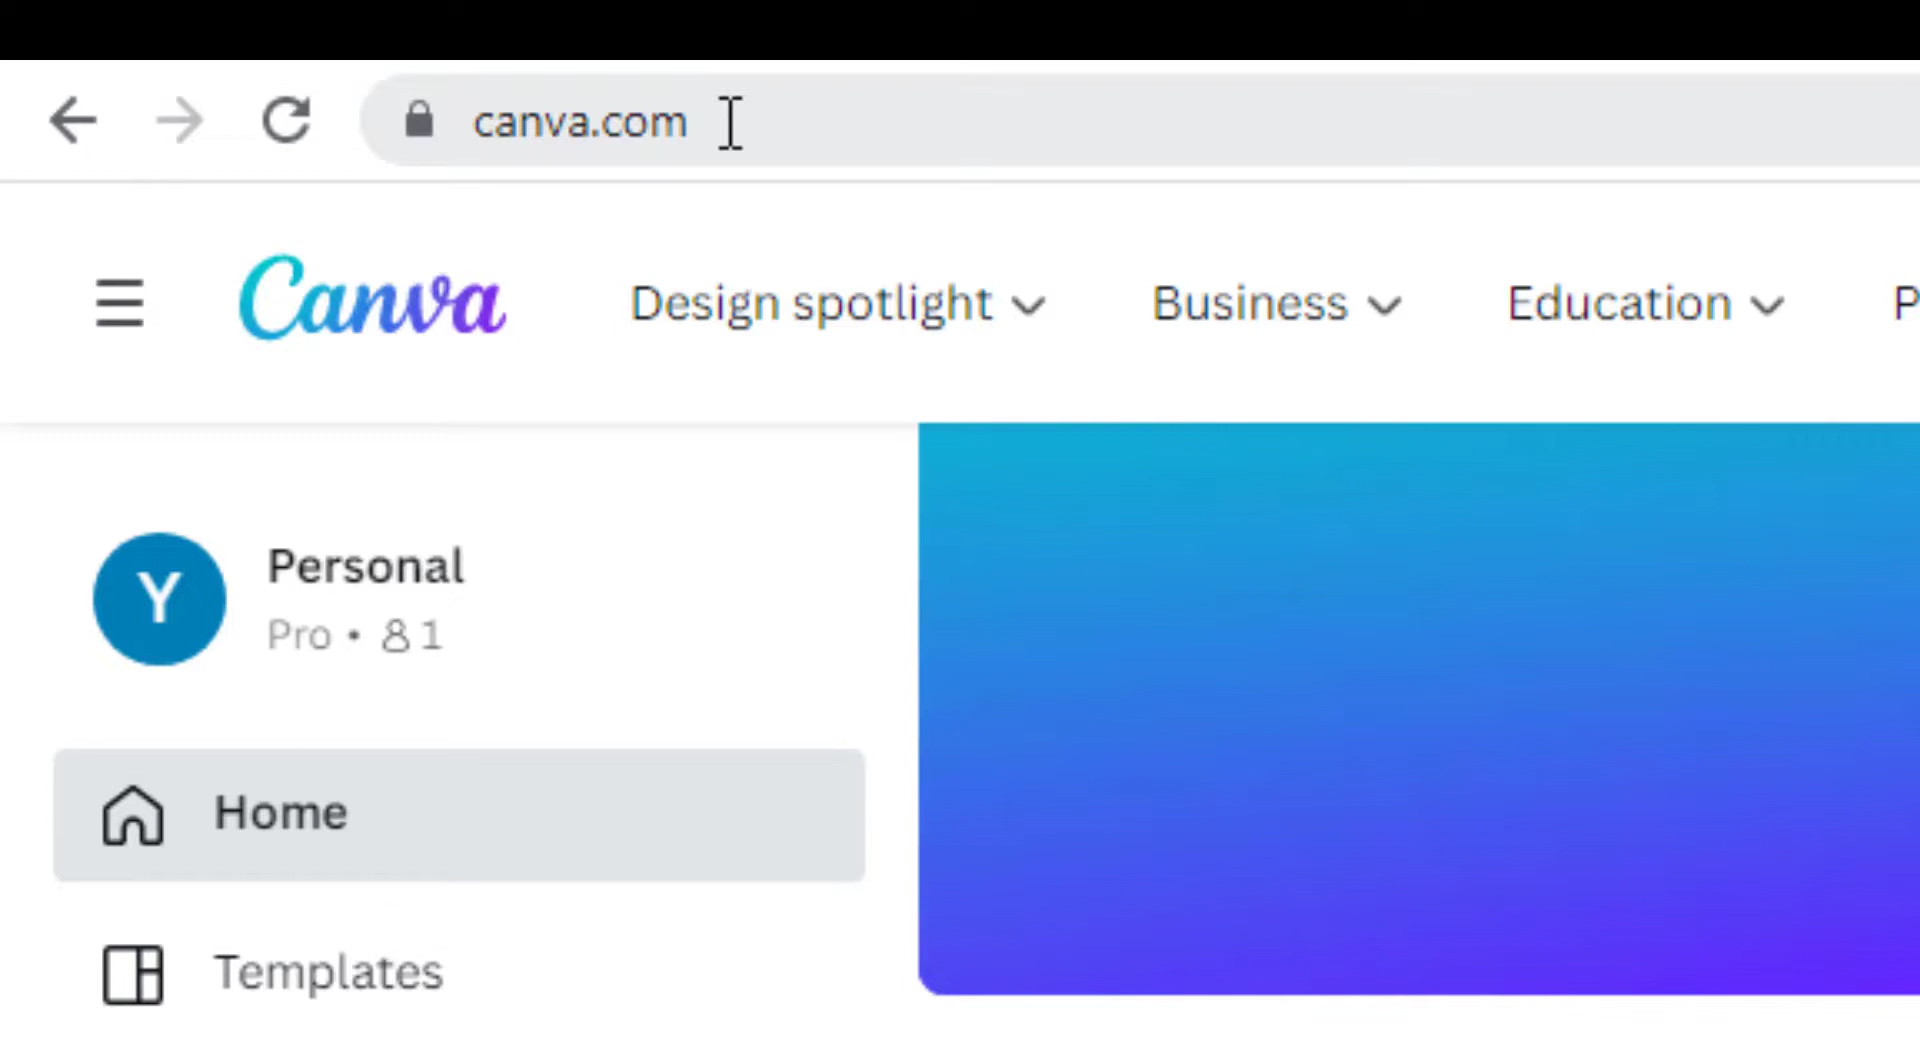 canva.com
Canva
Design spotlight
Business
Education
P
Y
Personal
Pro • 1
Home
Templates